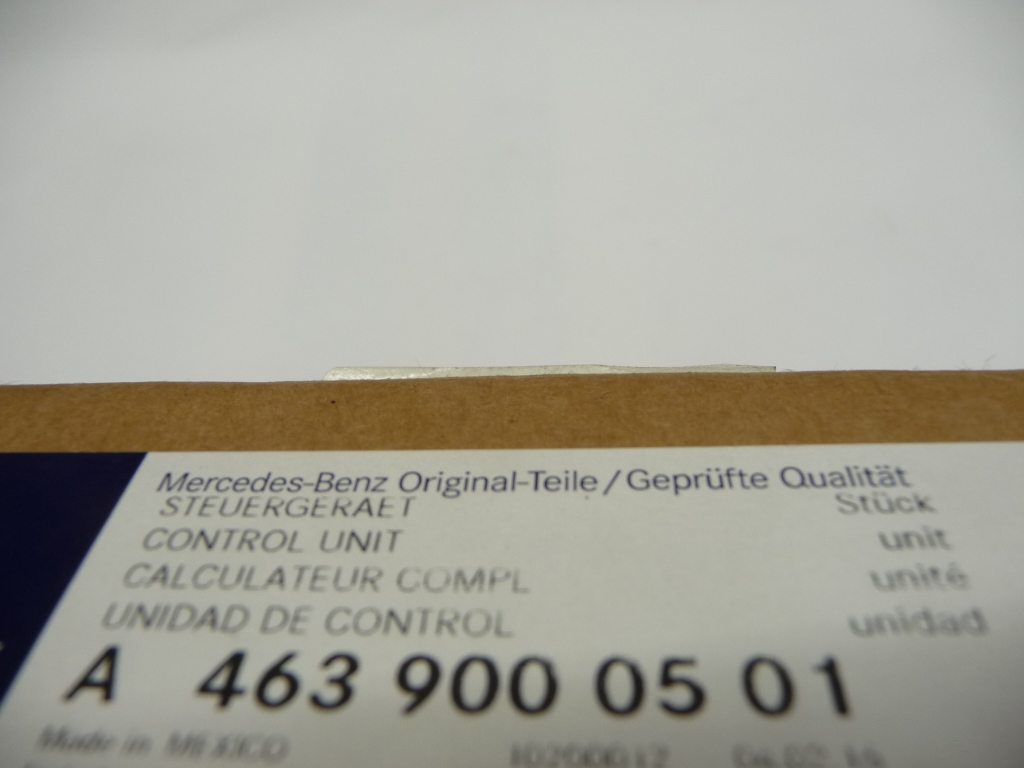 Mercedes-Benz Original-Teile/Geprüfte Qualität
STEUERGERAET Stück
CONTROL UNIT unit
CALCULATEUR COMPL unité
UNIDAD DE CONTROL unidad
A 463 900 05 01
Made in MEXICO 10200012